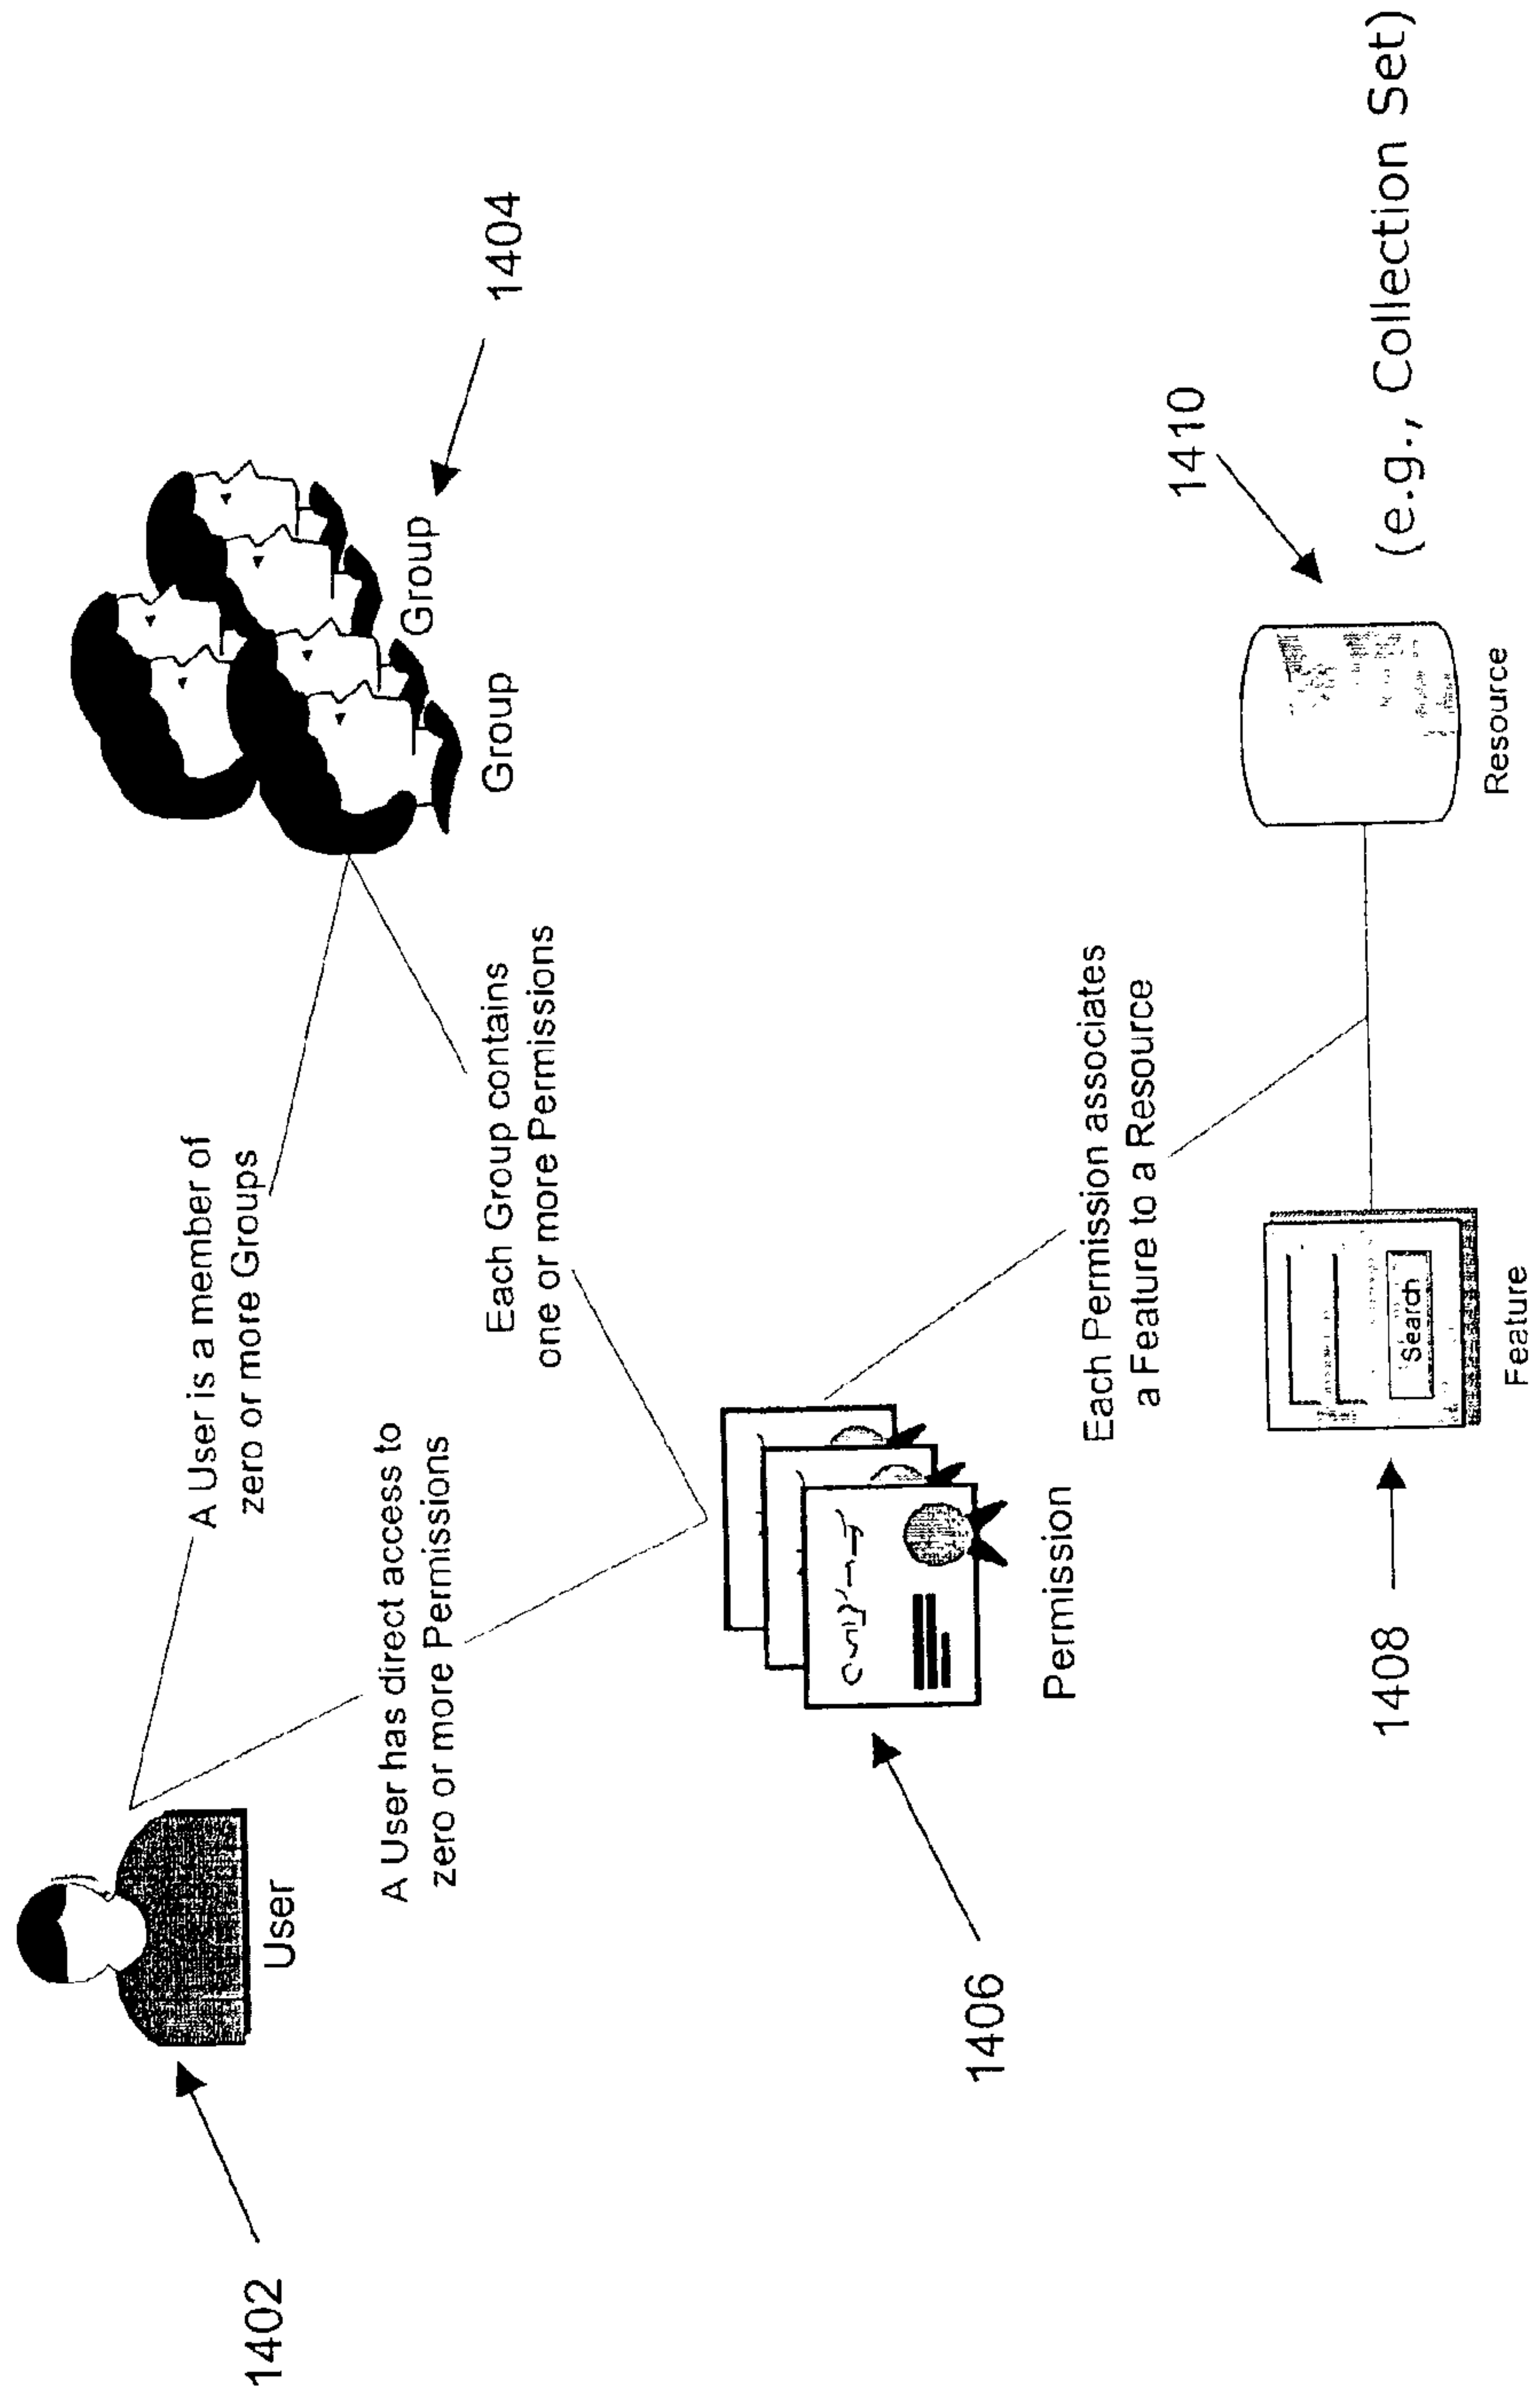 1402
User
A User is a member of
zero or more Groups
A User has direct access to
zero or more Permissions
Group
Group
1404
Each Group contains
one or more Permissions
1406
Permission
Each Permission associates
a Feature to a Resource
1408
Search
Feature
1410
Resource
(e.g., Collection Set)